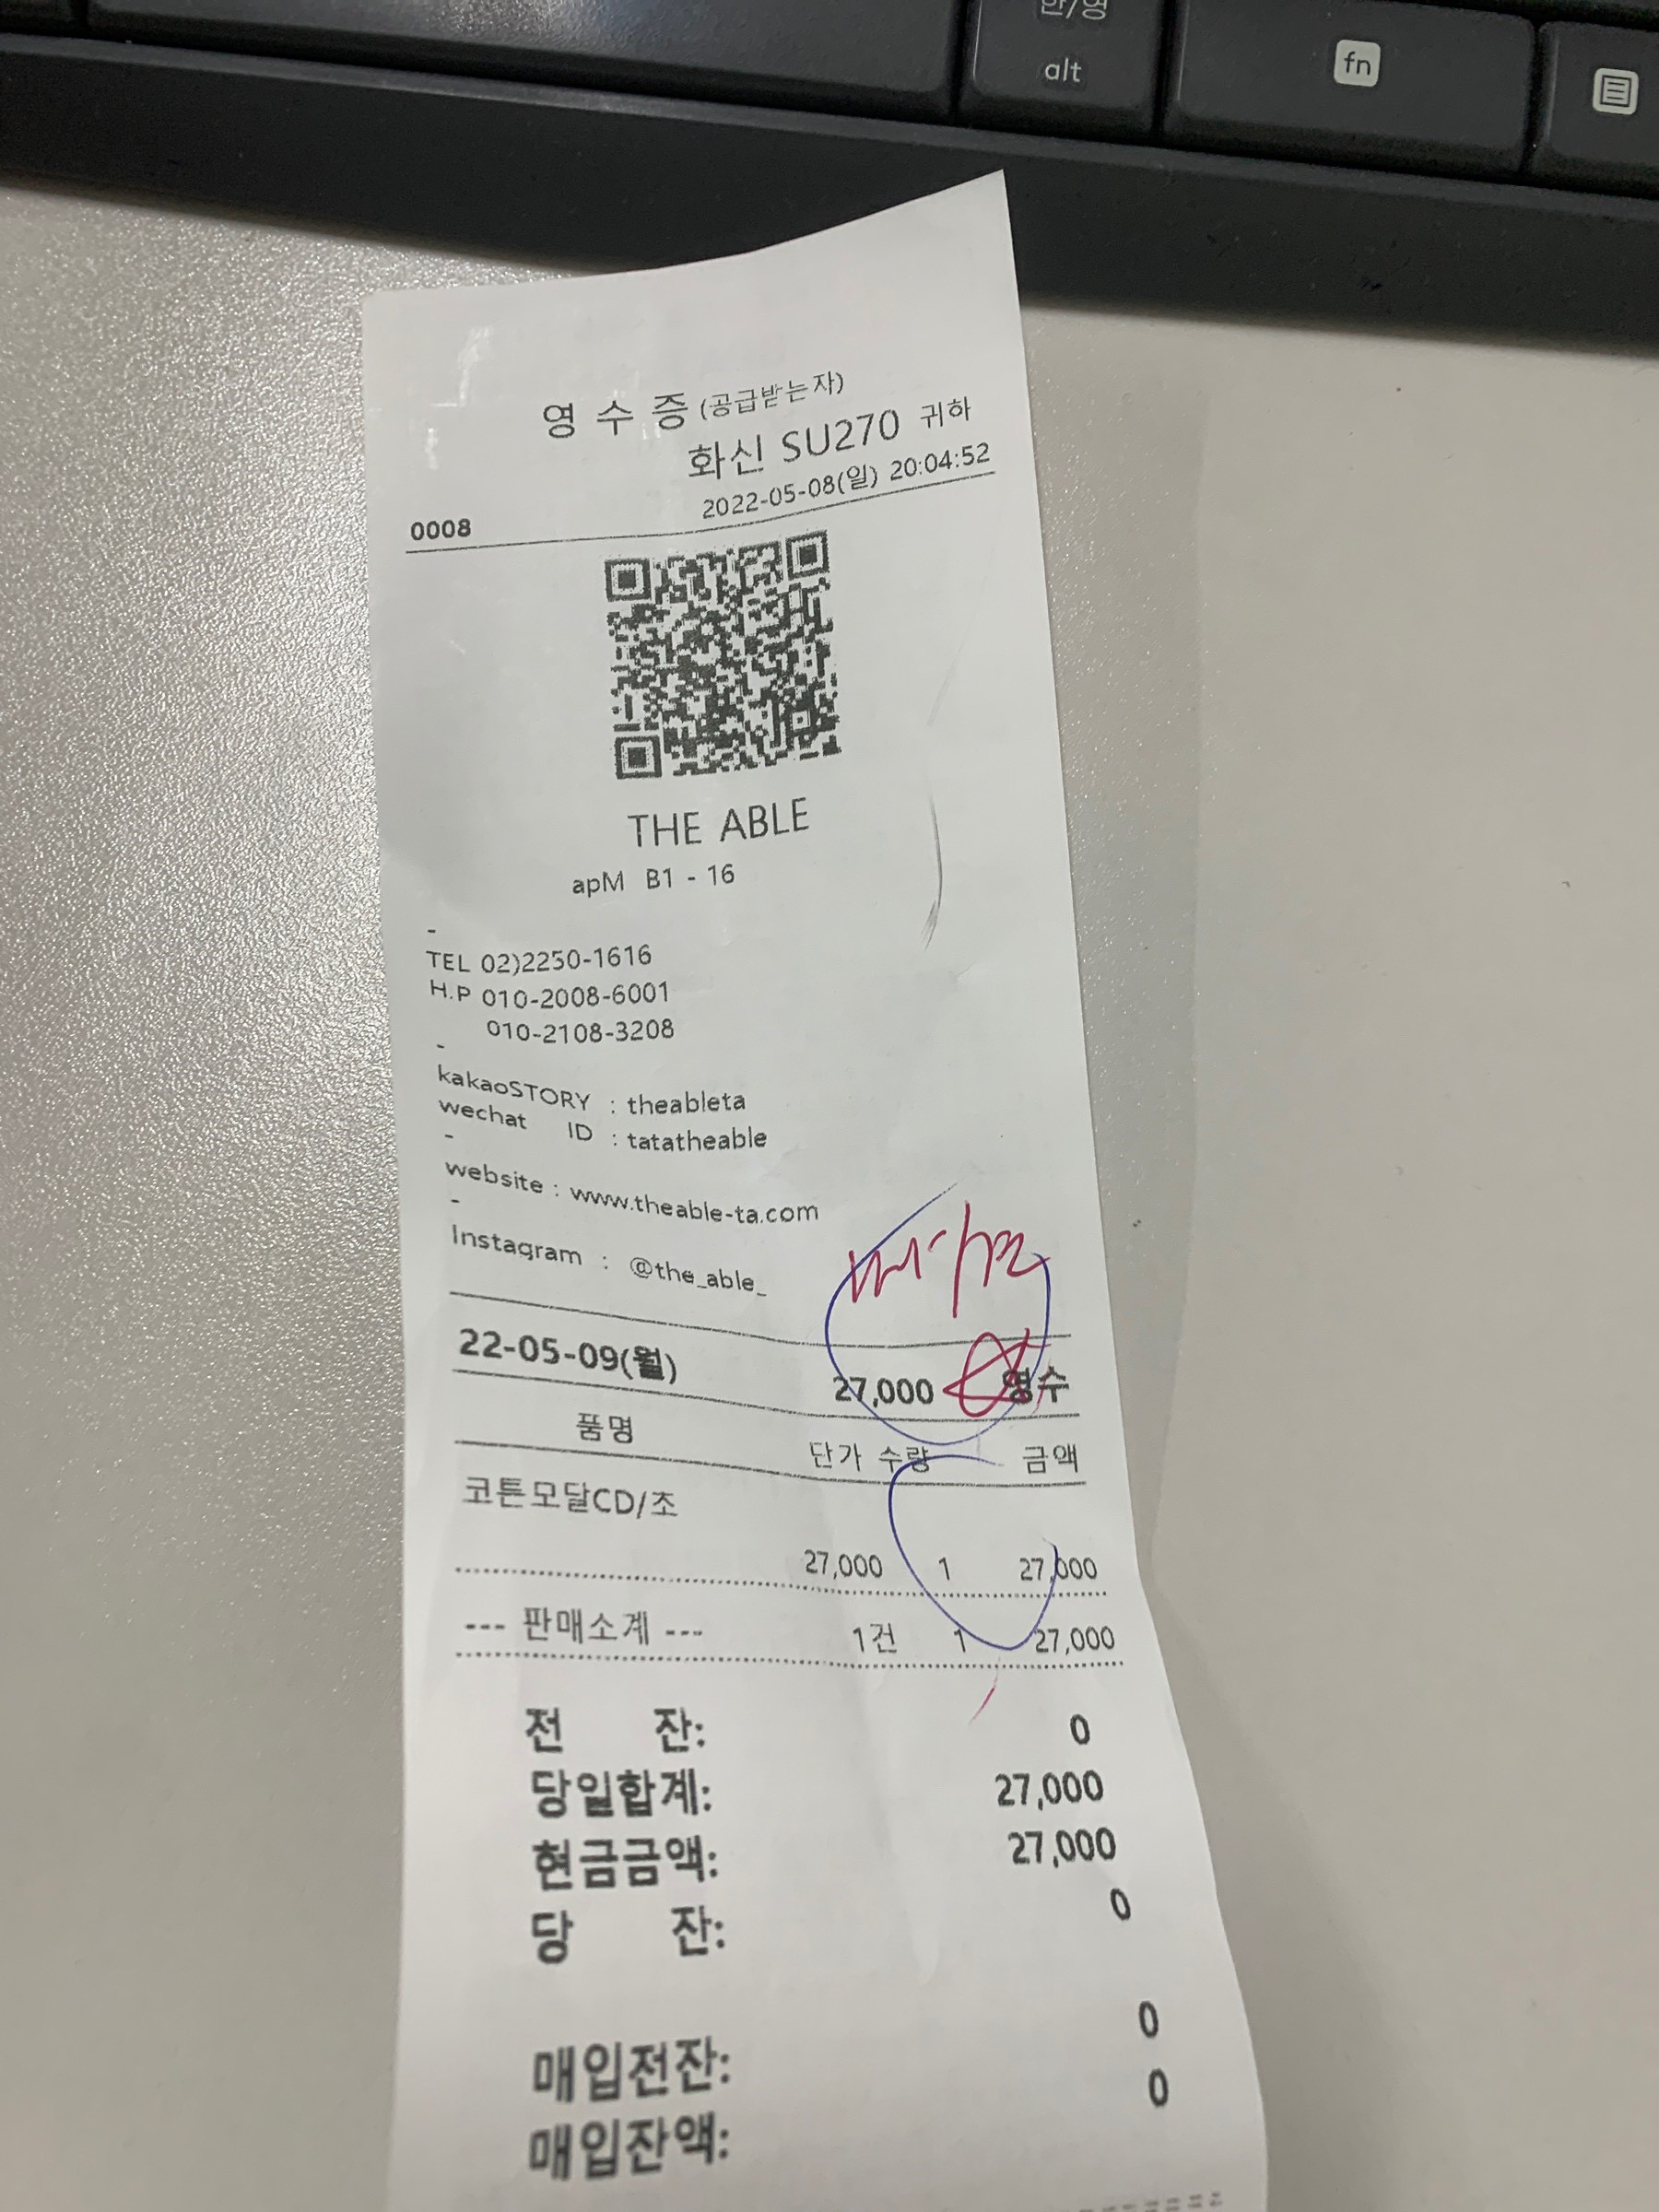 한/영
alt
fn
영 수 증 (공급받는자)
화신 SU270 귀하
0008 2022-05-08(일) 20:04:52
THE ABLE
apM B1 - 16
-
TEL 02)2250-1616
H.P 010-2008-6001
010-2108-3208
-
kakaoSTORY : theableta
wechat ID : tatatheable
-
website : www.theable-ta.com
-
Instagram : @the_able_
22-05-09(월) 27,000 영수
품명 단가 수량 금액
코튼모달CD/초
27,000 1 27,000
--- 판매소계 --- 1건 1 27,000
전 잔: 0
당일합계: 27,000
현금금액: 27,000
당 잔: 0
매입전잔: 0
매입잔액: 0